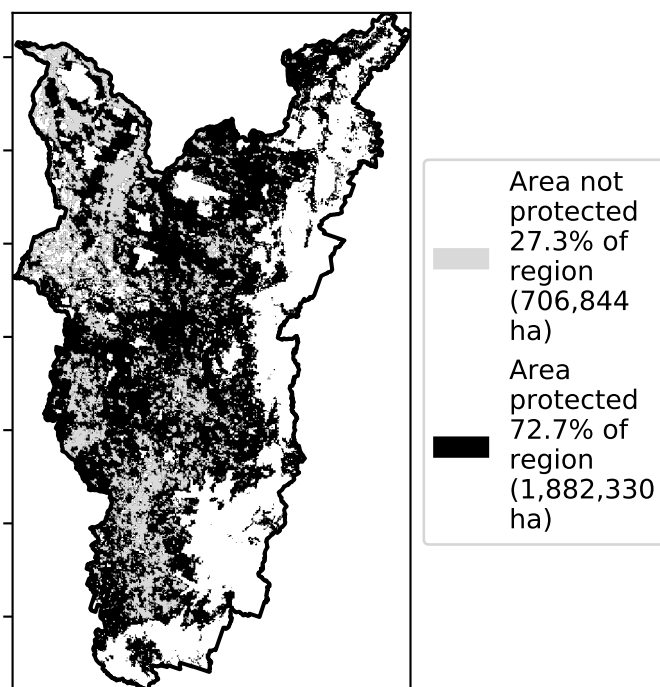 Area not
protected
27.3% of
region
(706,844
ha)
Area
protected
72.7% of
region
(1,882,330
ha)